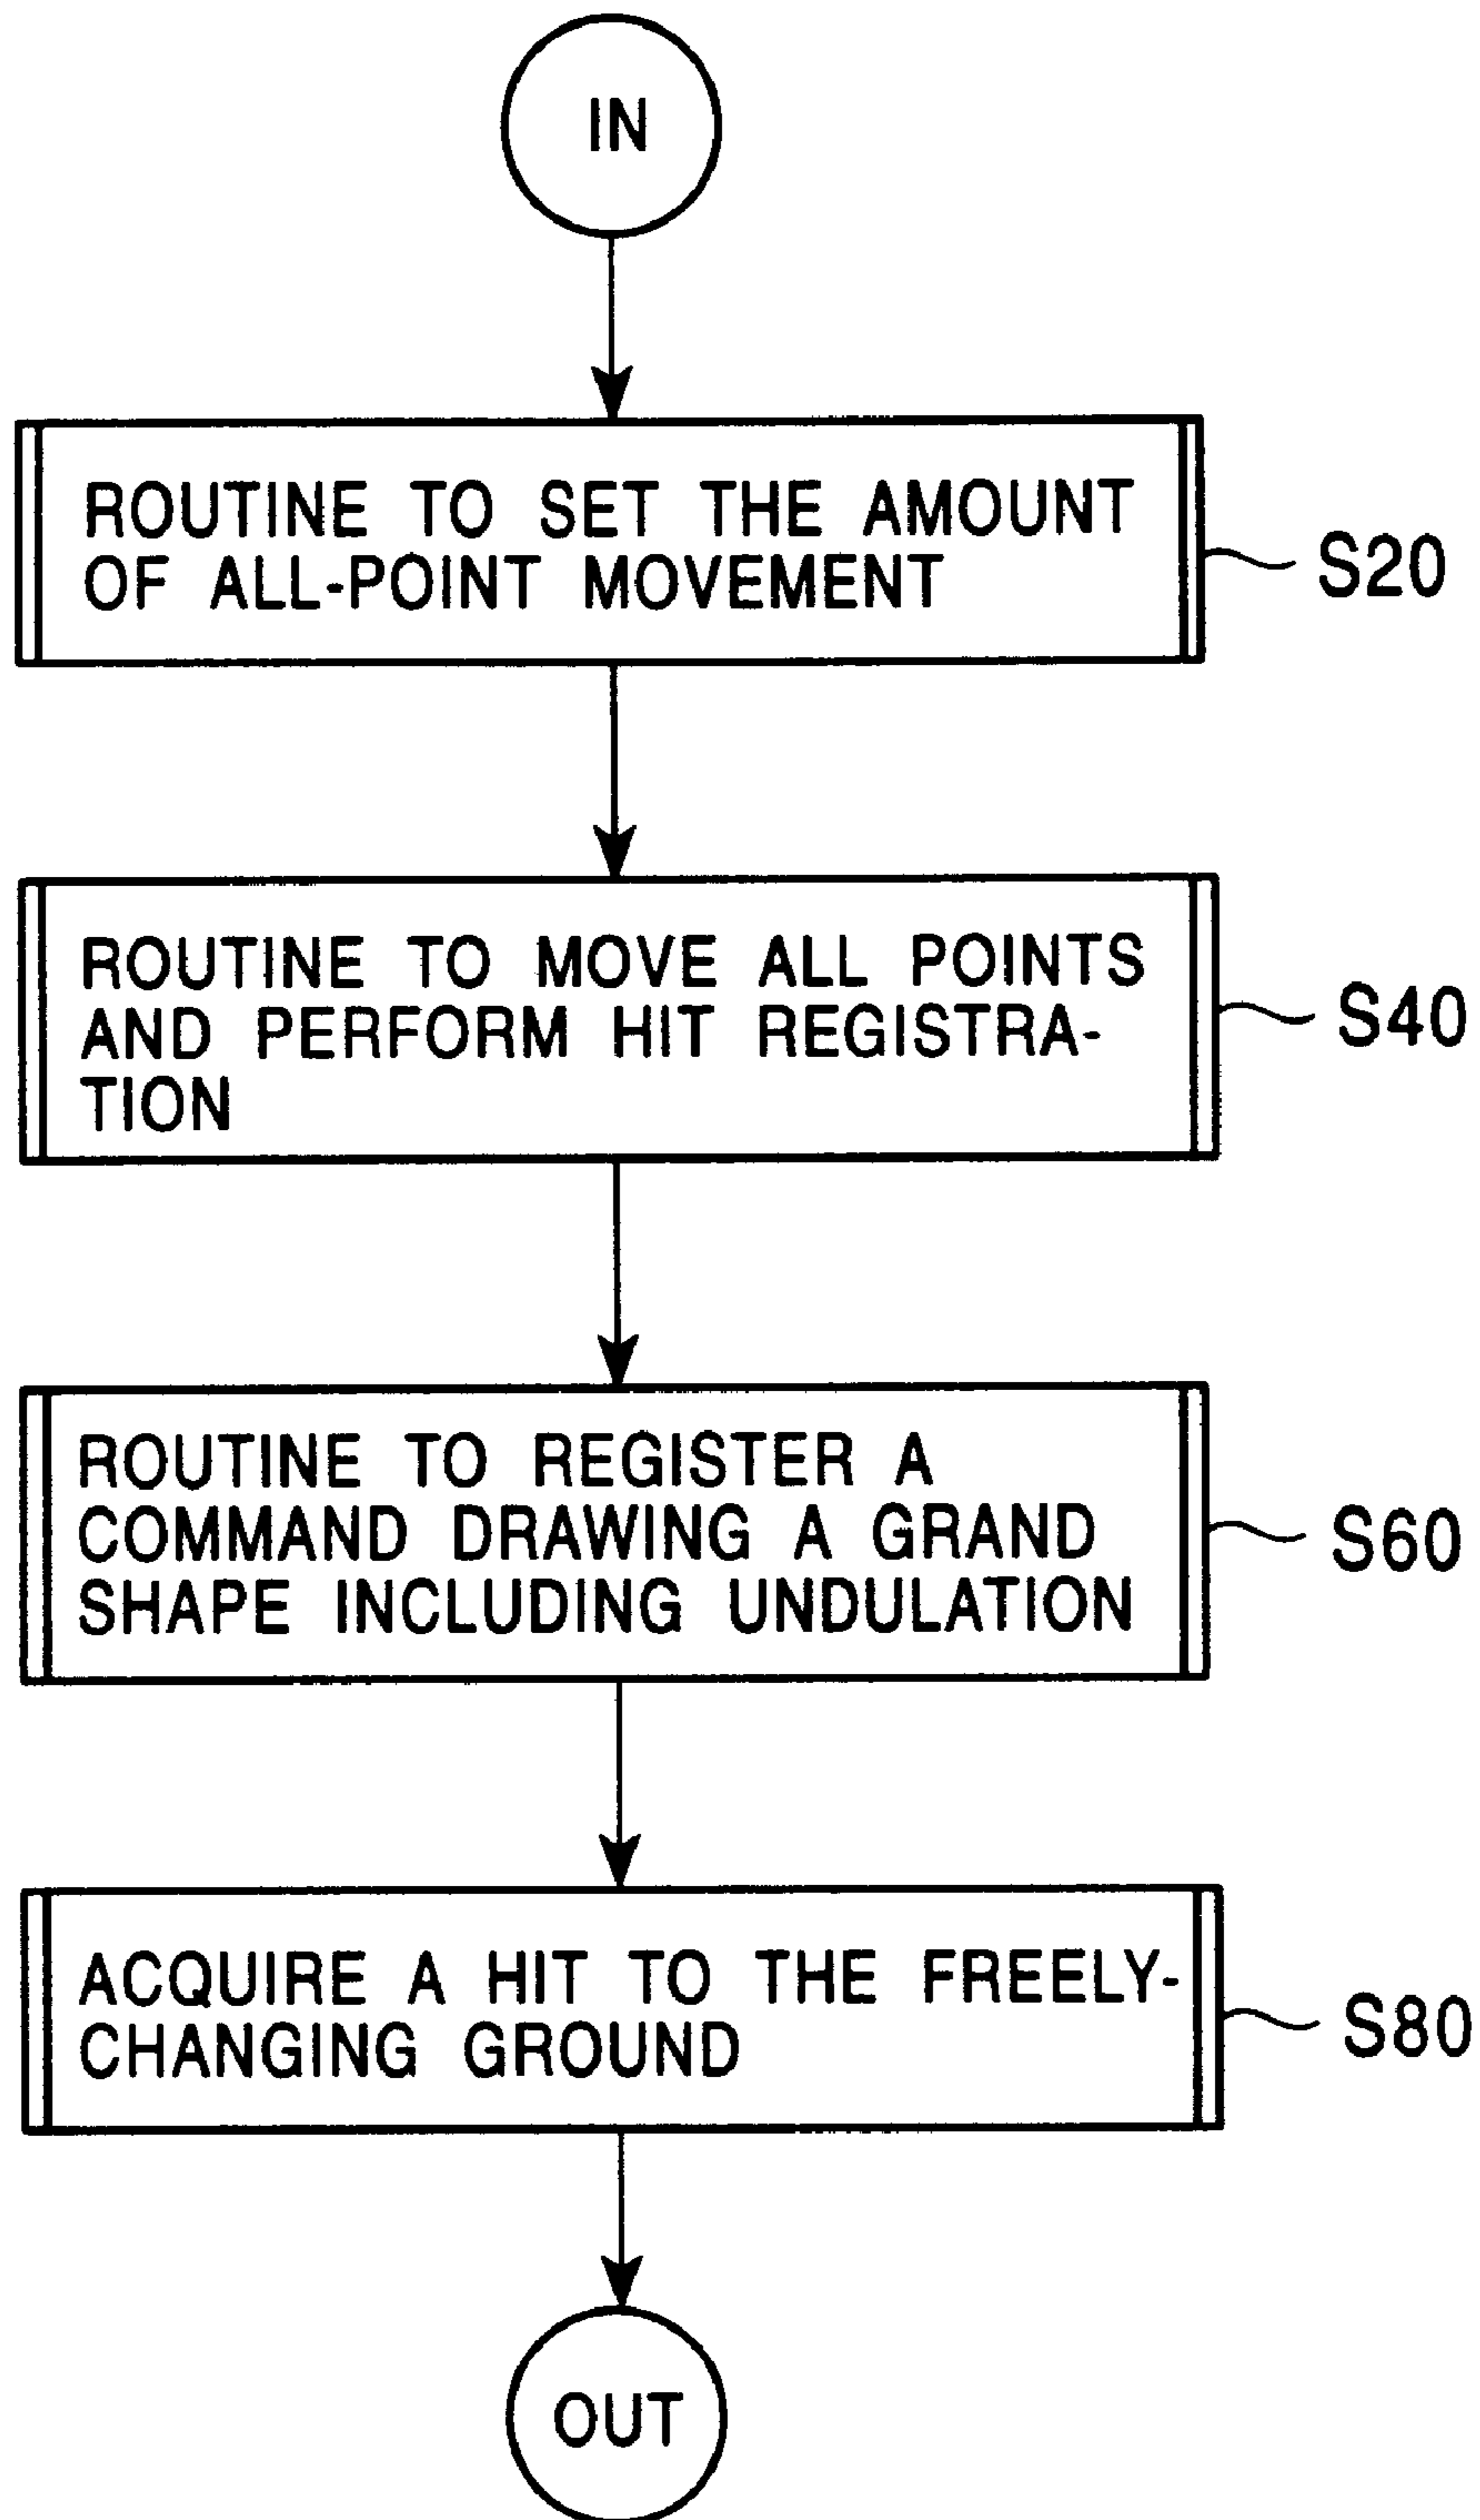 IN
ROUTINE TO SET THE AMOUNT
OF ALL-POINT MOVEMENT
S20
ROUTINE TO MOVE ALL POINTS
AND PERFORM HIT REGISTRA-
TION
S40
ROUTINE TO REGISTER A
COMMAND DRAWING A GRAND
SHAPE INCLUDING UNDULATION
S60
ACQUIRE A HIT TO THE FREELY-
CHANGING GROUND
S80
OUT